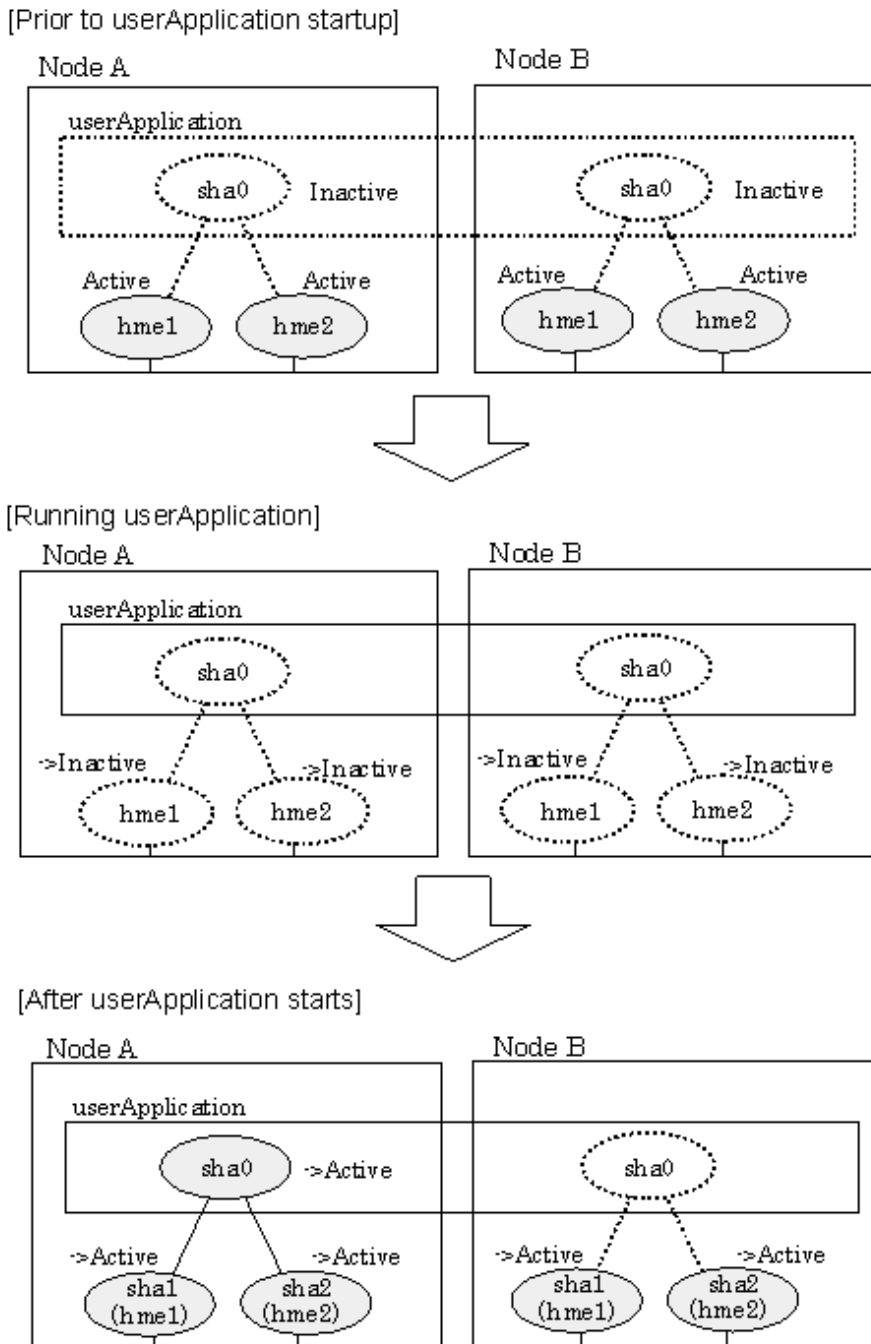 [Prior to userApplication startup]
Node A
Node B
userApplication
sha0
Inactive
sha0
Inactive
Active
Active
Active
Active
hme1
hme2
hme1
hme2
[Running userApplication]
Node A
Node B
userApplication
sha0
sha0
->Inactive
->Inactive
->Inactive
->Inactive
hme1
hme2
hme1
hme2
[After userApplication starts]
Node A
Node B
userApplication
sha0
->Active
sha0
->Active
->Active
->Active
->Active
sha1
(hme1)
sha2
(hme2)
sha1
(hme1)
sha2
(hme2)